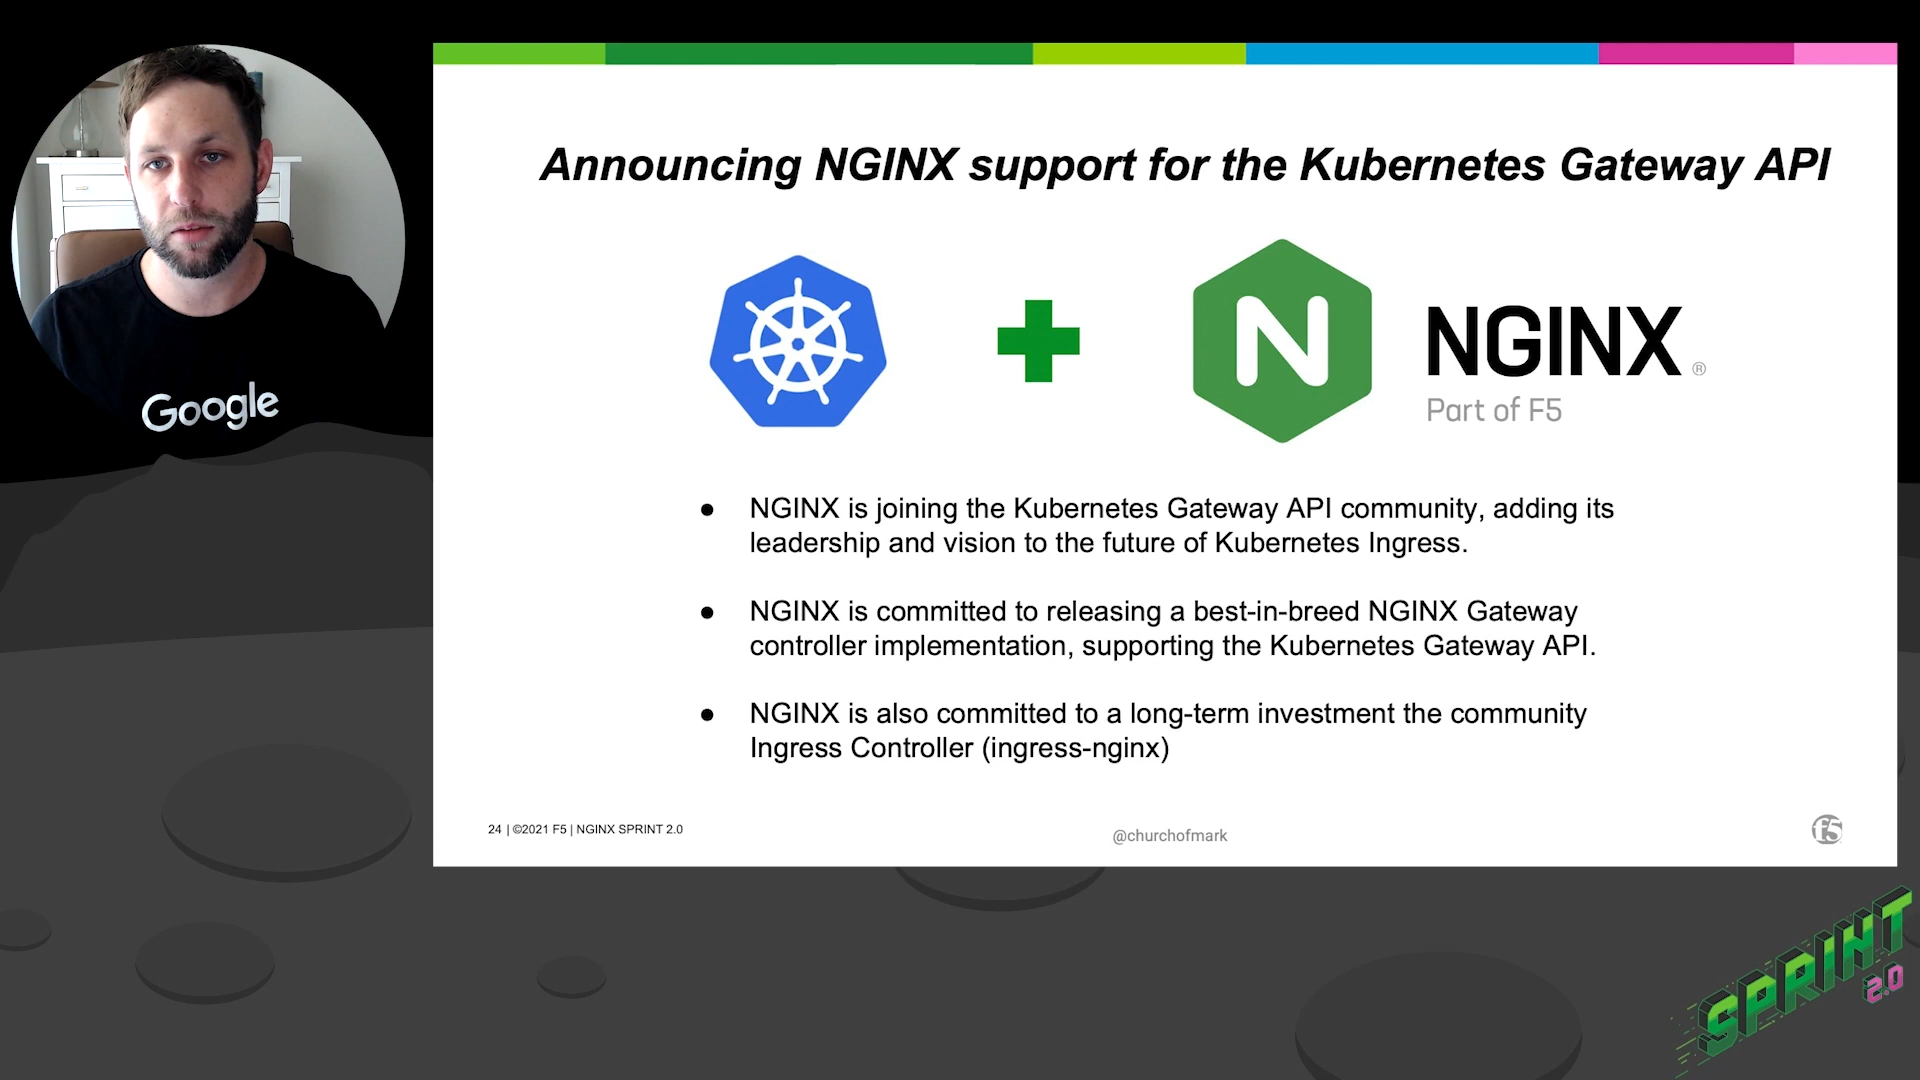 Announcing NGINX support for the Kubernetes Gateway API
N
NGINX ®
Part of F5
Google
● NGINX is joining the Kubernetes Gateway API community, adding its
leadership and vision to the future of Kubernetes Ingress.
● NGINX is committed to releasing a best-in-breed NGINX Gateway
controller implementation, supporting the Kubernetes Gateway API.
● NGINX is also committed to a long-term investment the community
Ingress Controller (ingress-nginx)
24 | ©2021 F5 | NGINX SPRINT 2.0
@churchofmark
f5
SPRINT
2.0